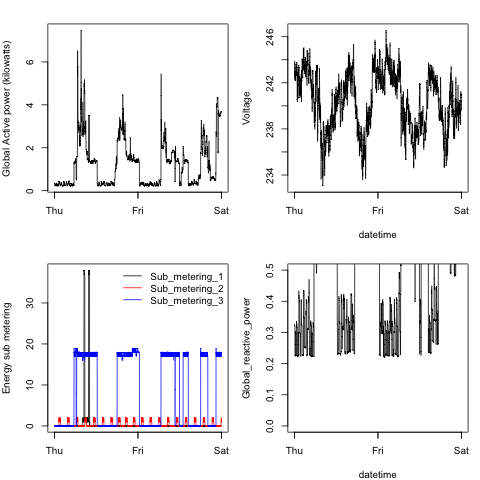 Global Active power (kilowatts)
0
2
4
6
Thu
Fri
Sat
Voltage
234
238
242
246
Thu
Fri
Sat
datetime
Energy sub metering
0
10
20
30
Thu
Fri
Sat
Sub_metering_1
Sub_metering_2
Sub_metering_3
Global_reactive_power
0.0
0.1
0.2
0.3
0.4
0.5
Thu
Fri
Sat
datetime